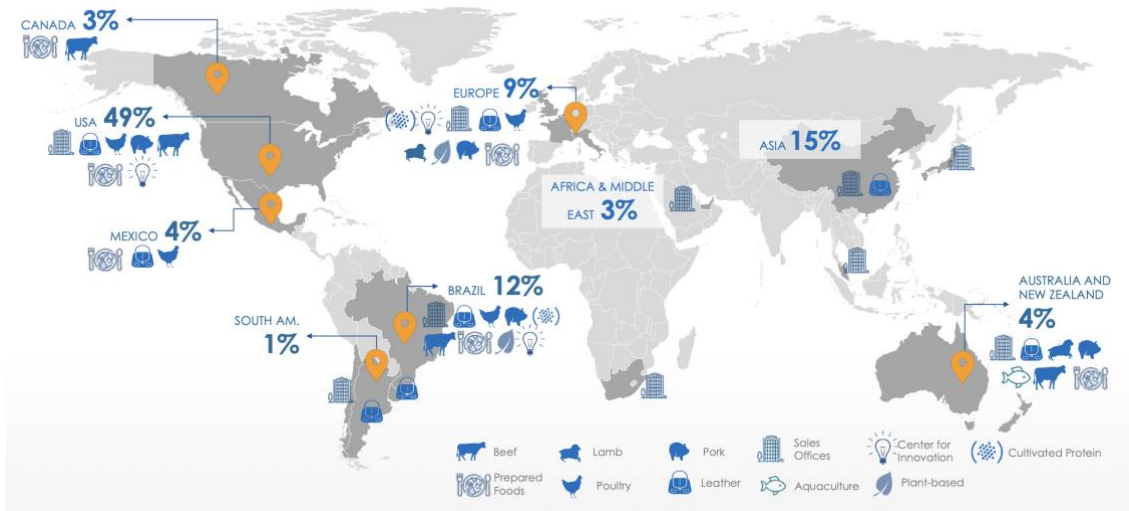 CANADA 3%
USA 49%
MEXICO 4%
EUROPE 9%
ASIA 15%
AFRICA & MIDDLE
EAST 3%
BRAZIL 12%
SOUTH AM.
1%
AUSTRALIA AND
NEW ZEALAND
4%
Beef
Lamb
Pork
Sales
Offices
Center for
Innovation
Cultivated Protein
Prepared
Foods
Poultry
Leather
Aquaculture
Plant-based